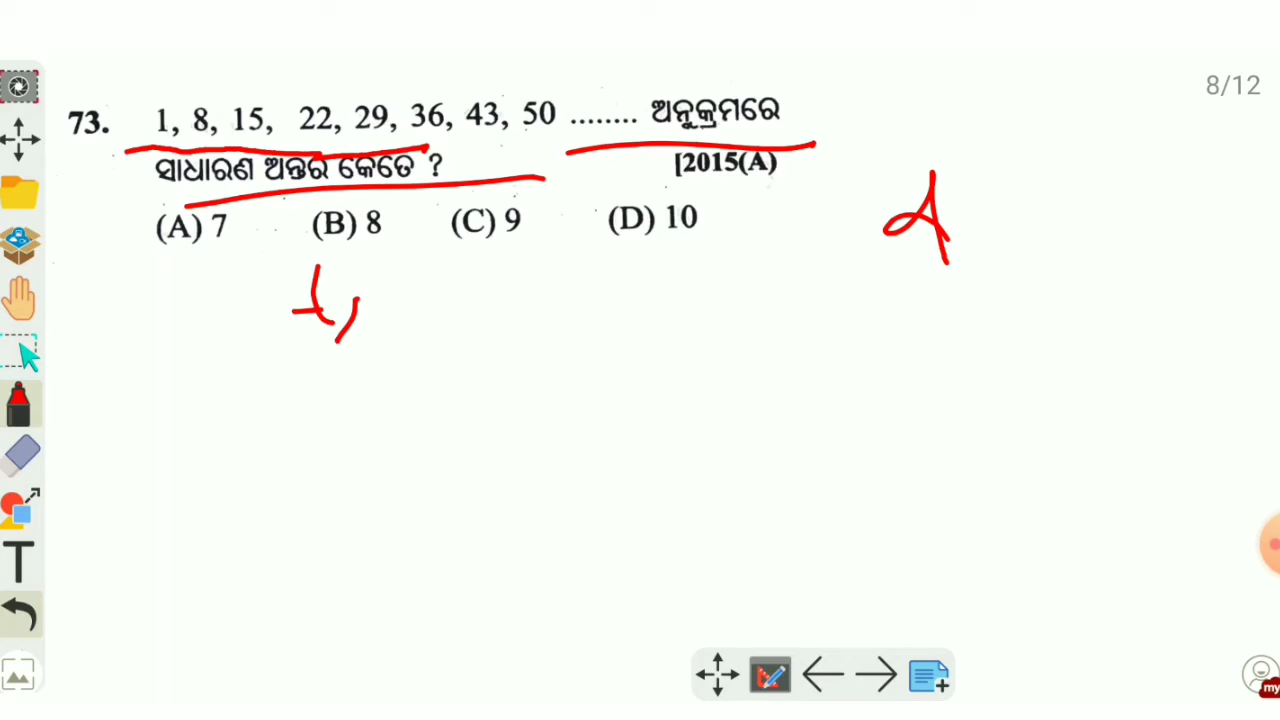 8/12
73. 1, 8, 15, 22, 29, 36, 43, 50 ........ ଅନୁକ୍ରମରେ
ସାଧାରଣ ଅନ୍ତର କେତେ ? [2015(A)
(A) 7 (B) 8 (C) 9 (D) 10
T
my